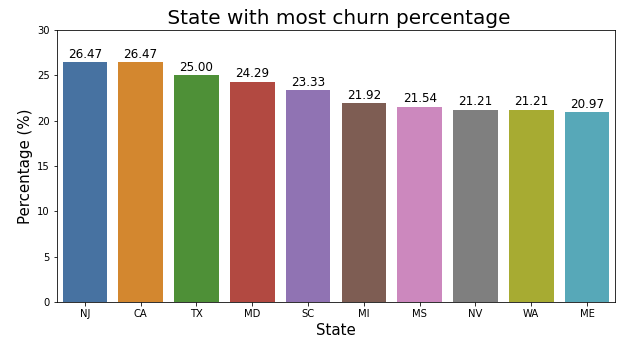 State with most churn percentage
30
25
20
15
10
5
0
Percentage (%)
26.47 26.47 25.00 24.29 23.33 21.92 21.54 21.21 21.21 20.97
NJ CA TX MD SC MI MS NV WA ME
State